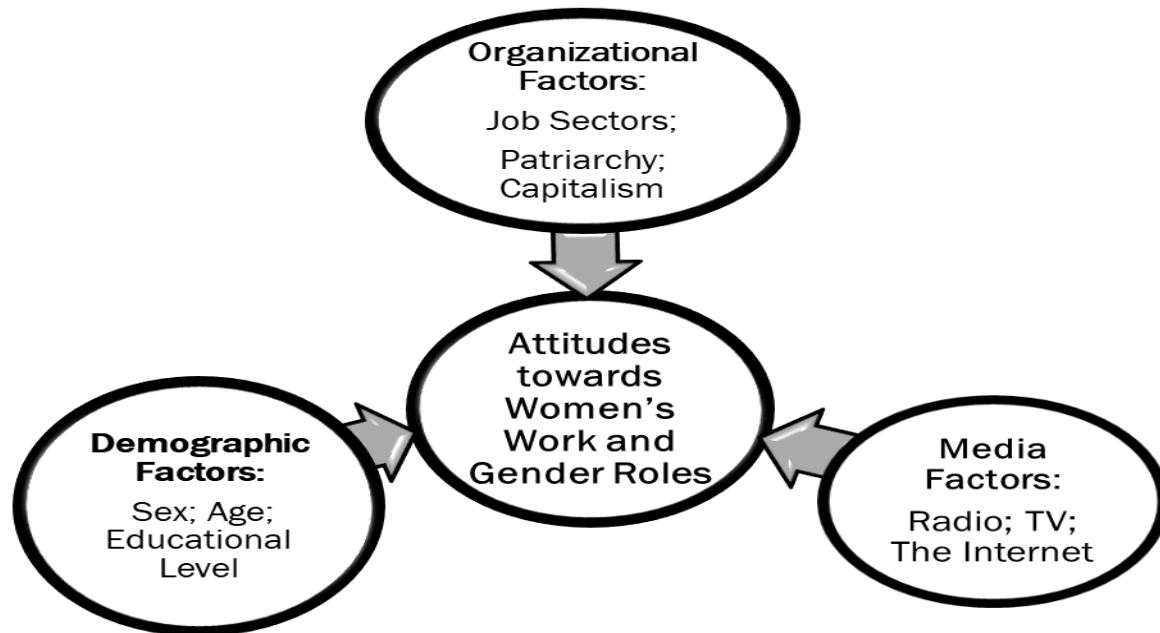 Organizational
Factors:
Job Sectors;
Patriarchy;
Capitalism
Attitudes
towards
Women's
Work and
Gender Roles
Demographic
Factors:
Sex; Age;
Educational
Level
Media
Factors:
Radio; TV;
The Internet